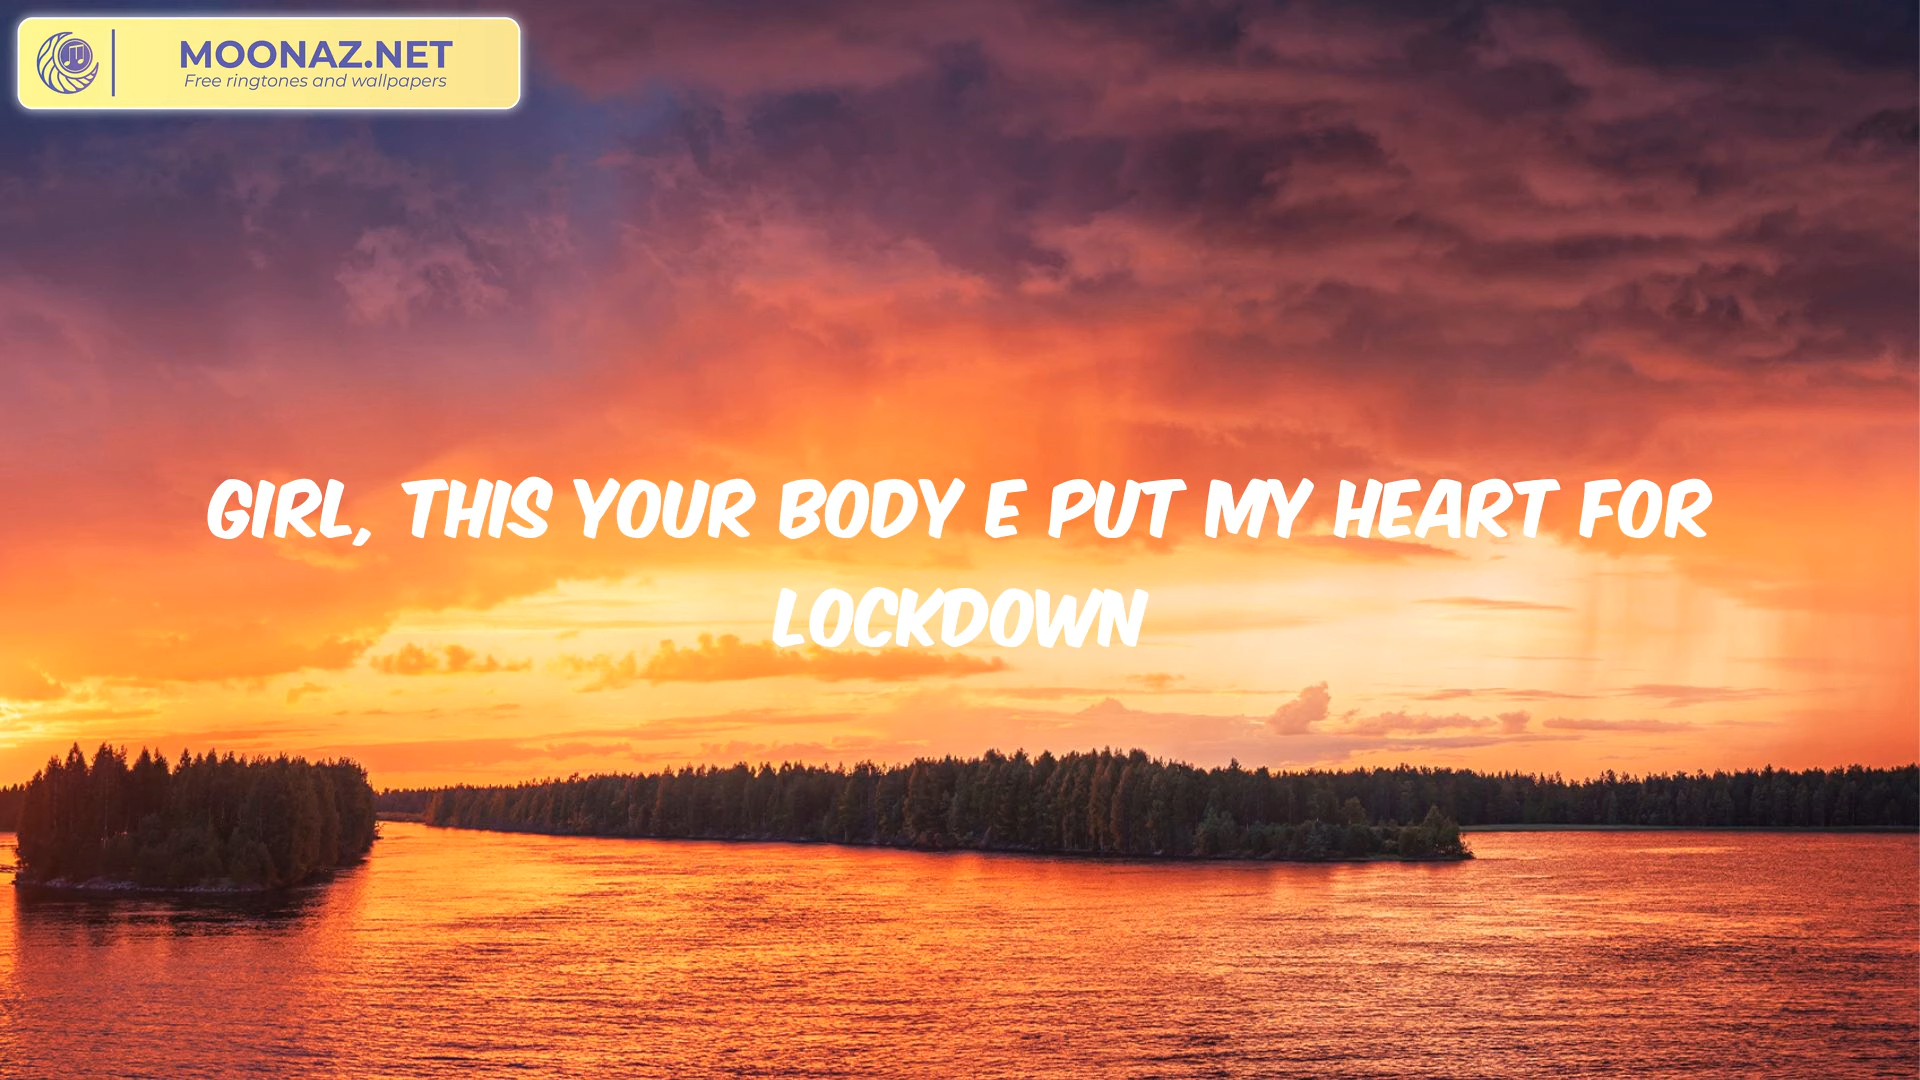 MOONAZ.NET
Free ringtones and wallpapers
GIRL, THIS YOUR BODY E PUT MY HEART FOR
LOCKDOWN